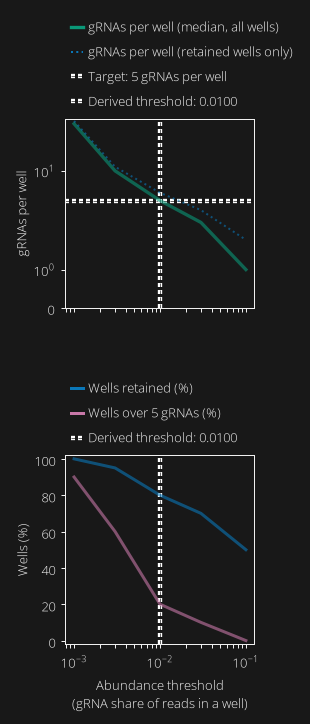 gRNAs per well (median, all wells)
gRNAs per well (retained wells only)
Target: 5 gRNAs per well
Derived threshold: 0.0100
gRNAs per well
10¹
10⁰
0
Wells retained (%)
Wells over 5 gRNAs (%)
Derived threshold: 0.0100
Wells (%)
100
80
60
40
20
0
10⁻³ 10⁻² 10⁻¹
Abundance threshold
(gRNA share of reads in a well)